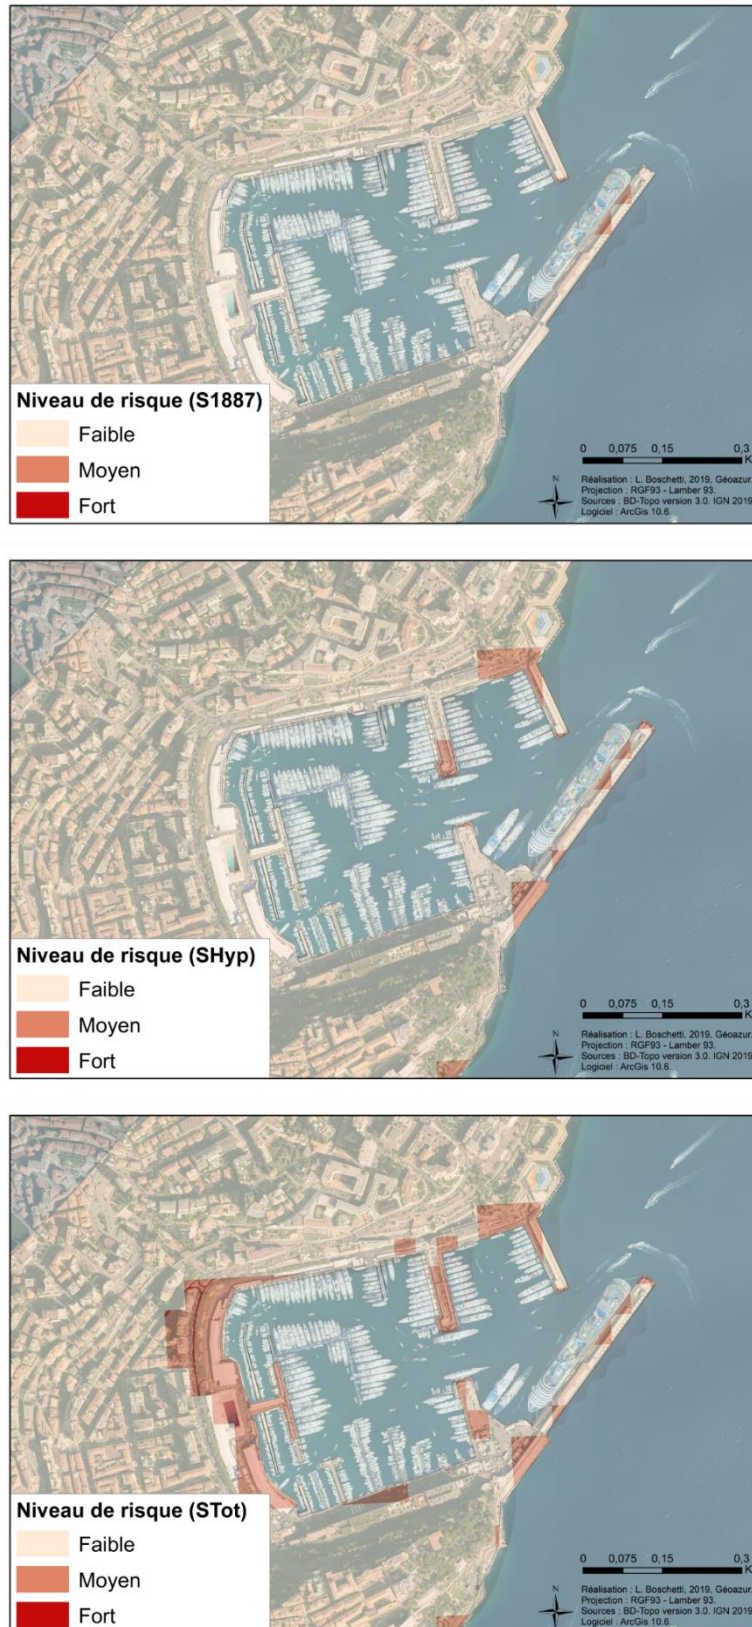 Niveau de risque (S1887)
Faible
Moyen
Fort
0 0,075 0,15 0,3
K
N
Réalisation : L. Boschetti, 2019, Géoazur.
Projection : RGF93 - Lamber 93.
Sources : BD-Topo version 3.0. IGN 2019
Logiciel : ArcGis 10.6.
Niveau de risque (SHyp)
Faible
Moyen
Fort
0 0,075 0,15 0,3
K
N
Réalisation : L. Boschetti, 2019, Géoazur.
Projection : RGF93 - Lamber 93.
Sources : BD-Topo version 3.0. IGN 2019
Logiciel : ArcGis 10.6.
Niveau de risque (STot)
Faible
Moyen
Fort
0 0,075 0,15 0,3
K
N
Réalisation : L. Boschetti, 2019, Géoazur.
Projection : RGF93 - Lamber 93.
Sources : BD-Topo version 3.0. IGN 2019
Logiciel : ArcGis 10.6.